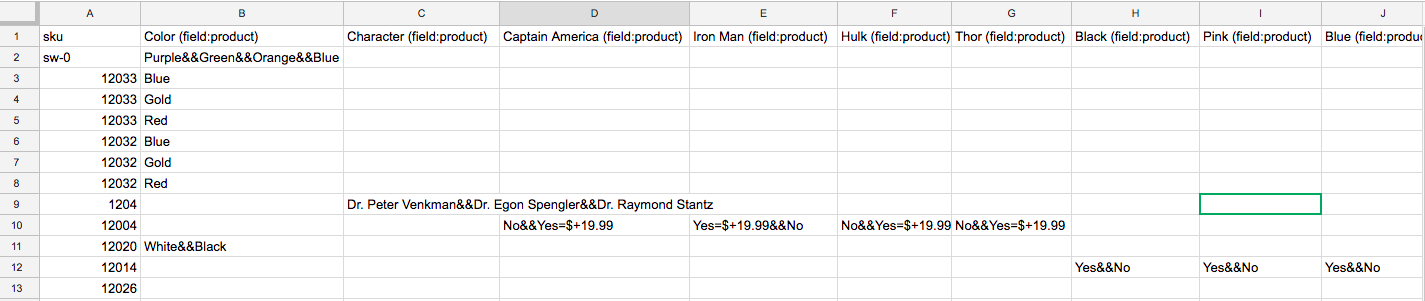 A B C D E F G H I J
1 sku Color (field:product) Character (field:product) Captain America (field:product) Iron Man (field:product) Hulk (field:product) Thor (field:product) Black (field:product) Pink (field:product) Blue (field:produc
2 sw-0 Purple&&Green&&Orange&&Blue
3 12033 Blue
4 12033 Gold
5 12033 Red
6 12032 Blue
7 12032 Gold
8 12032 Red
9 1204 Dr. Peter Venkman&&Dr. Egon Spengler&&Dr. Raymond Stantz
10 12004 No&&Yes=$+19.99 Yes=$+19.99&&No No&&Yes=$+19.99 No&&Yes=$+19.99
11 12020 White&&Black
12 12014 Yes&&No Yes&&No Yes&&No
13 12026